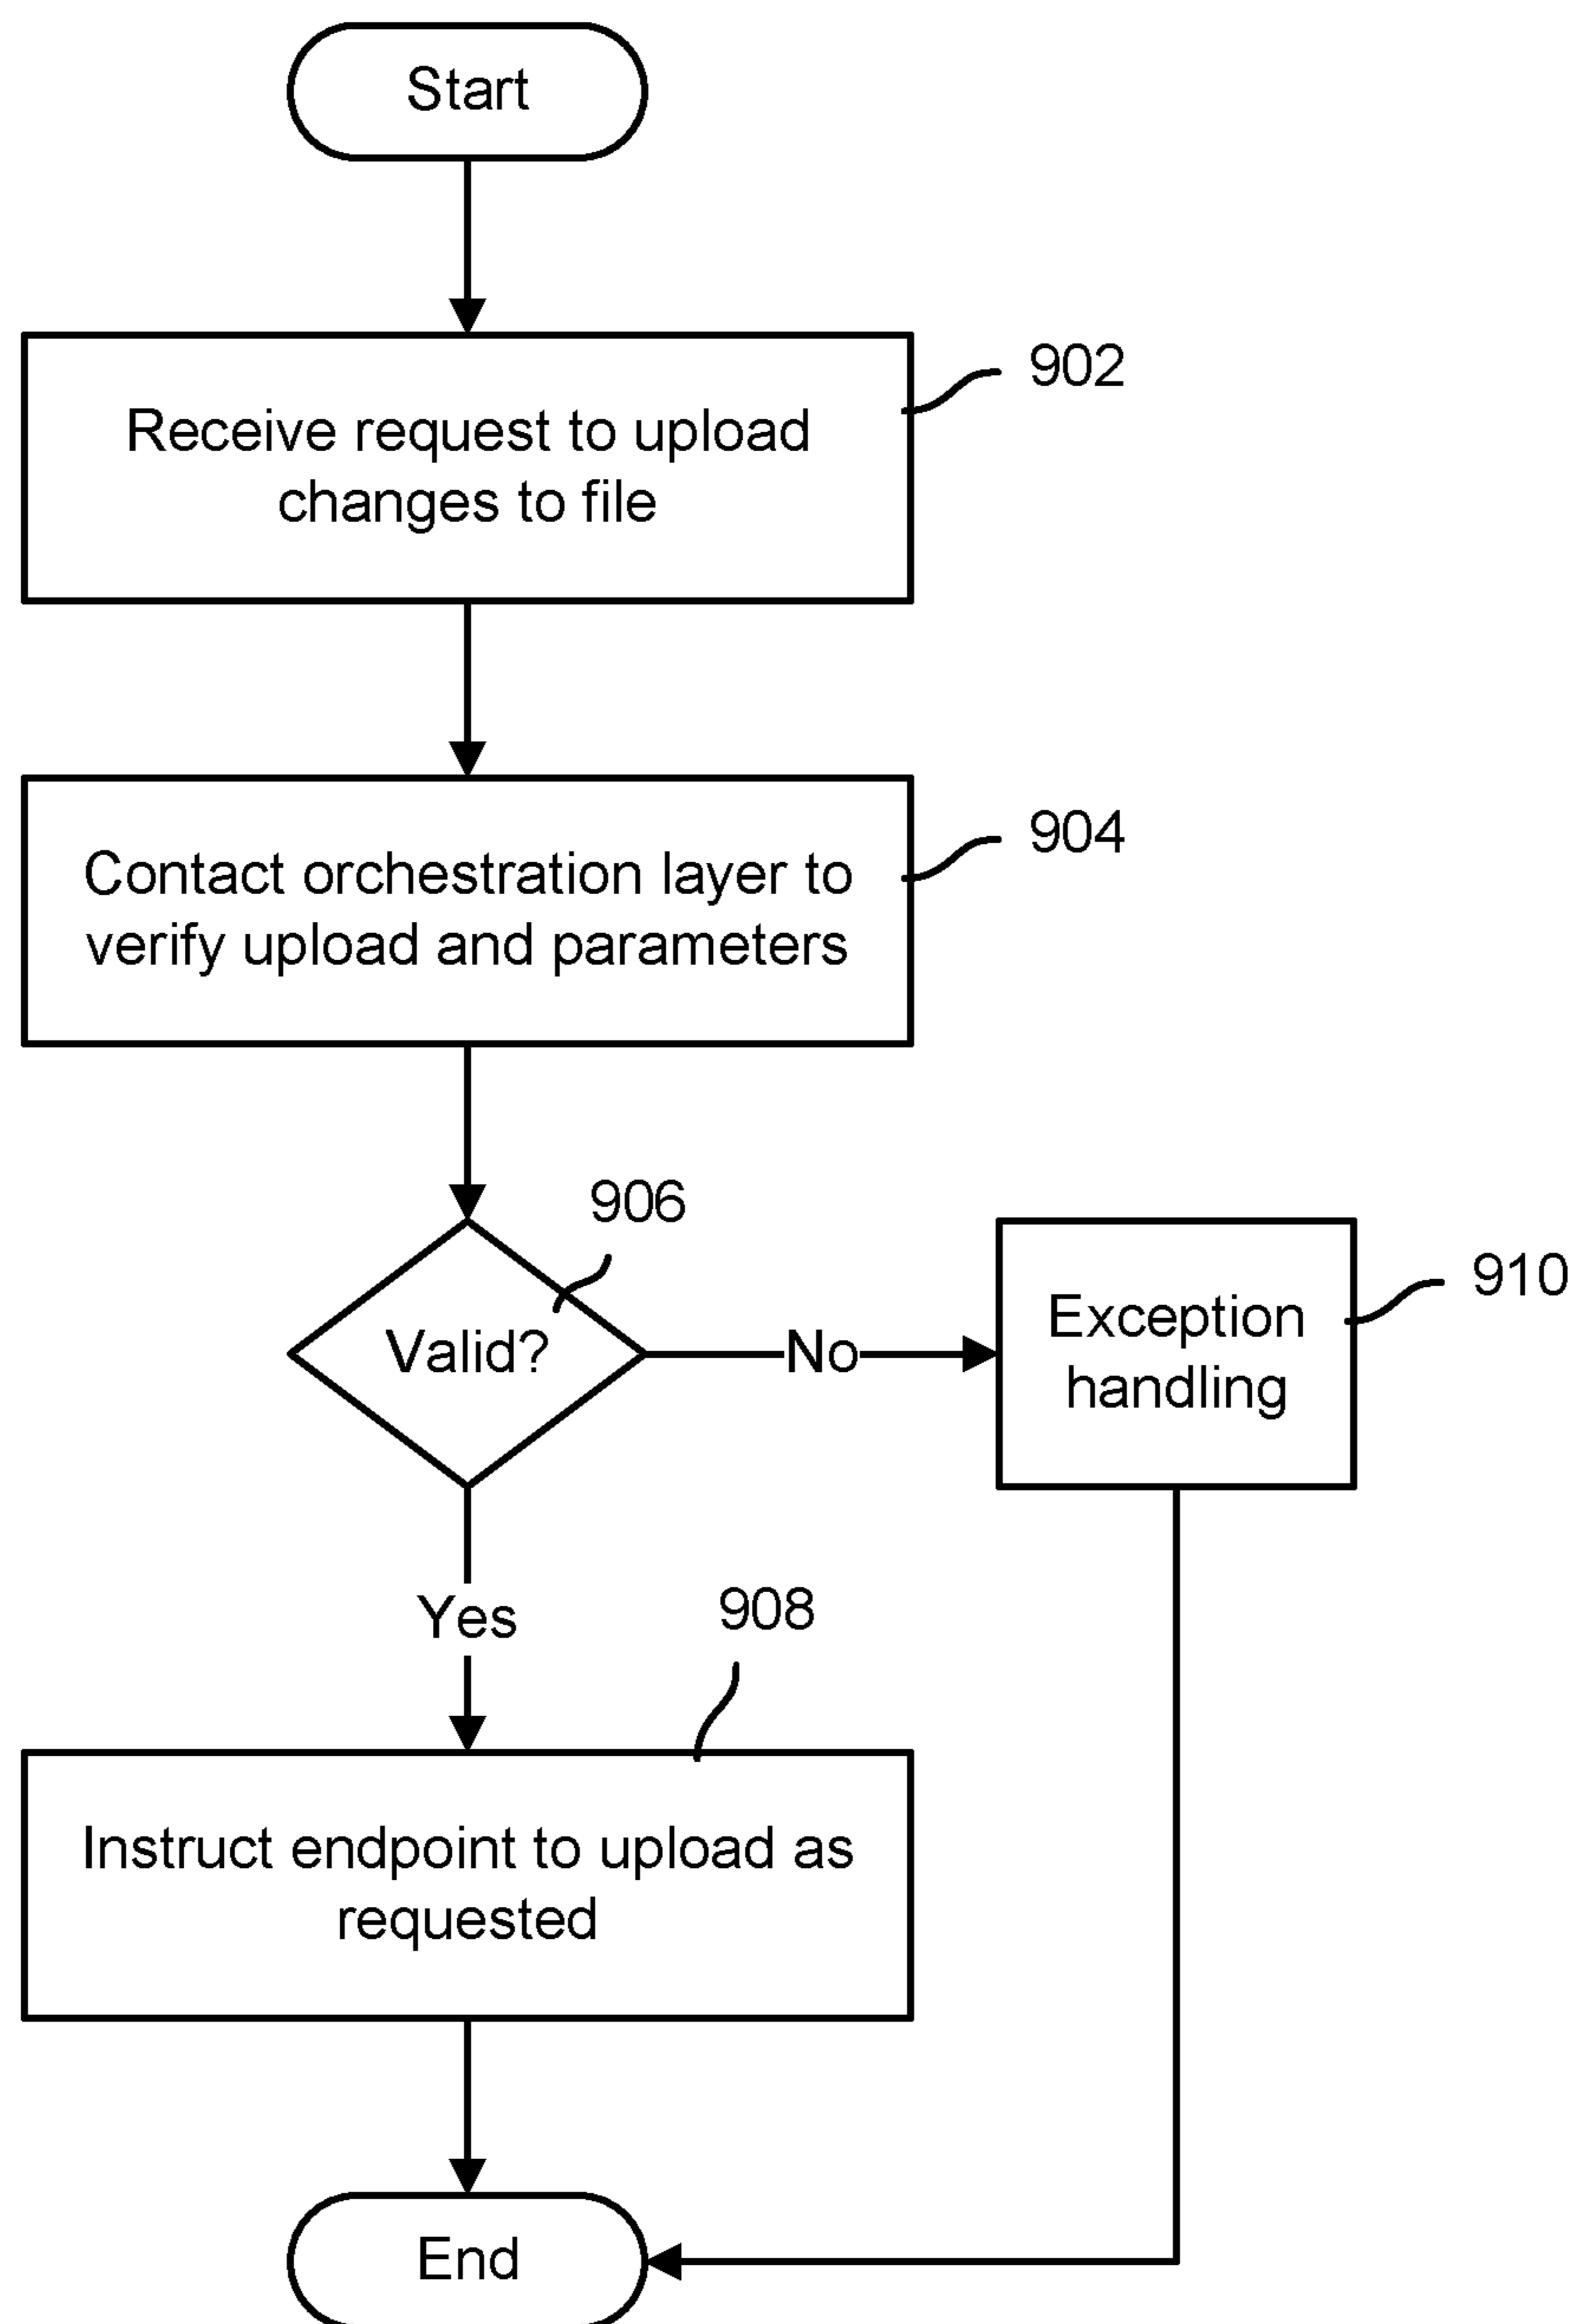 Start
902
Receive request to upload
changes to file
904
Contact orchestration layer to
verify upload and parameters
906
Valid?
No
Exception
handling
910
Yes
908
Instruct endpoint to upload as
requested
End